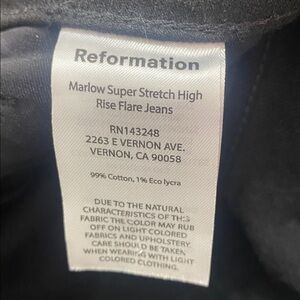 Reformation
Marlow Super Stretch High
Rise Flare Jeans
RN143248
2263 E VERNON AVE.
VERNON, CA 90058
99% Cotton, 1% Eco lycra
DUE TO THE NATURAL
CHARACTERISTICS OF THIS
FABRIC THE COLOR MAY RUB
OFF ON LIGHT COLORED
FABRICS AND UPHOLSTERY.
CARE SHOULD BE TAKEN
WHEN WEARING WITH LIGHT
COLORED CLOTHING.